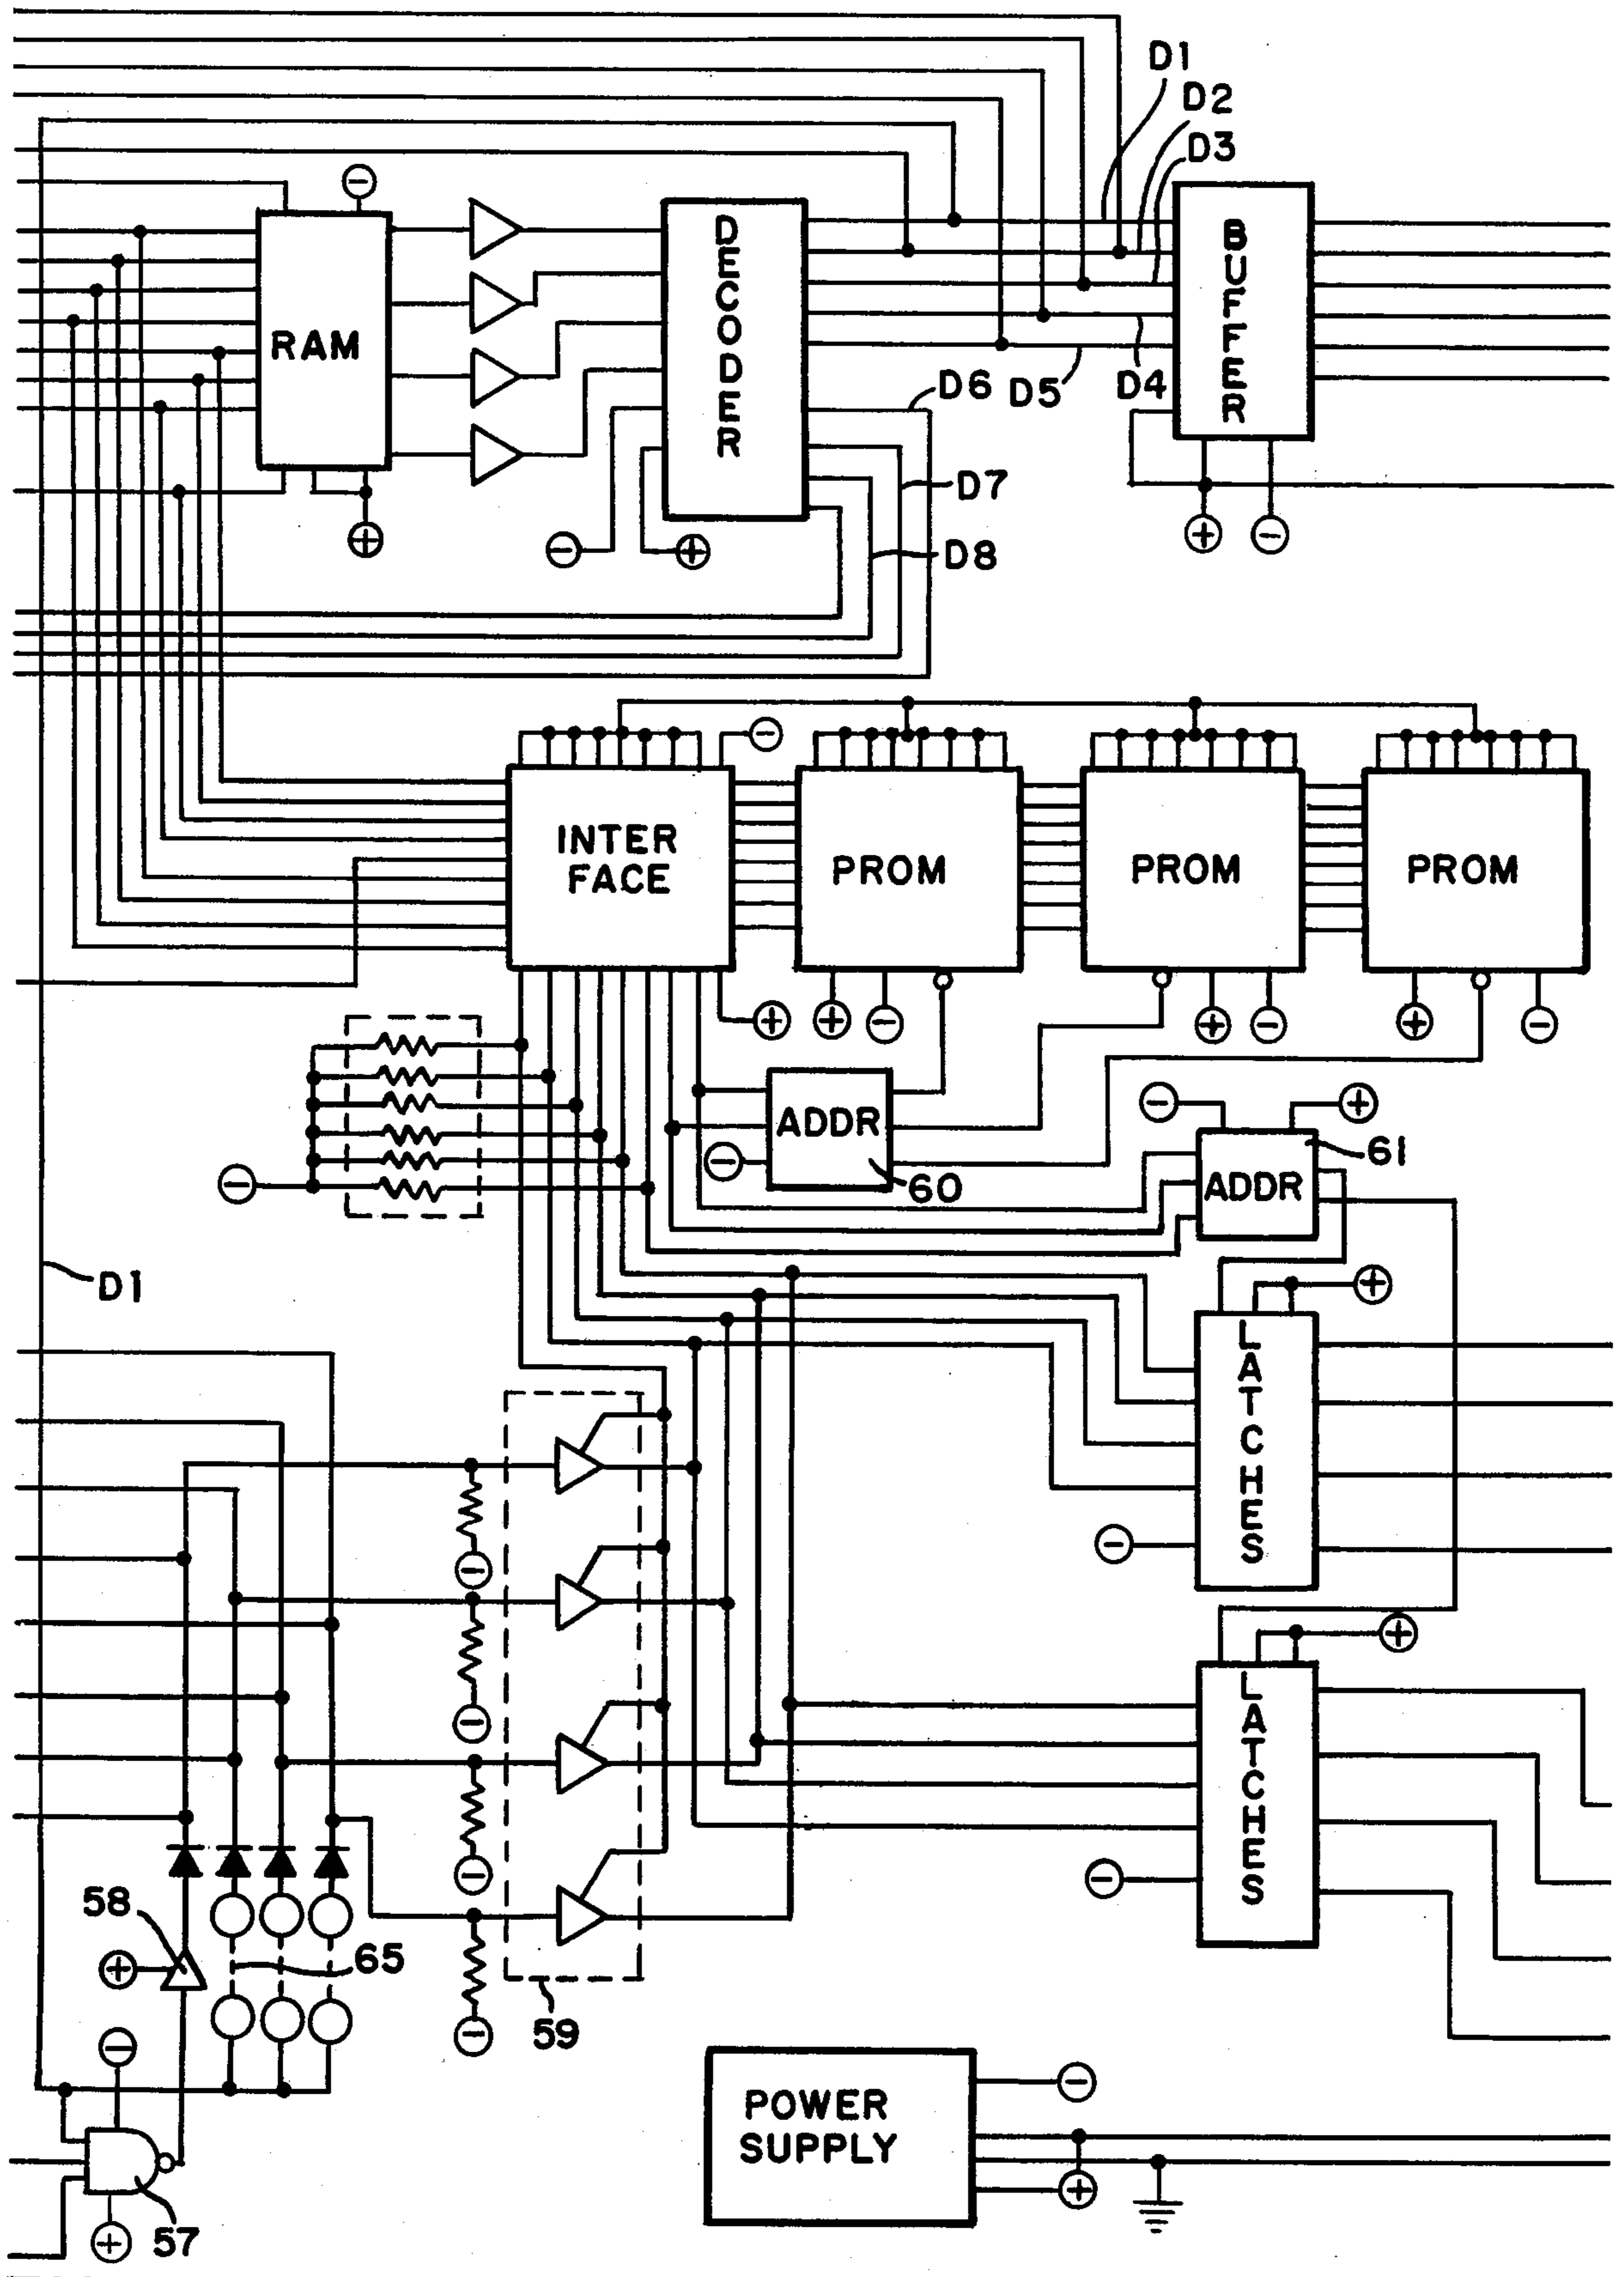 D1
D2
D3
RAM
DECODER
BUFFER
D6
D5
D4
D7
D8
INTER
FACE
PROM
PROM
PROM
ADDR
60
61
ADDR
D1
LATCHES
LATCHES
58
65
59
POWER
SUPPLY
57